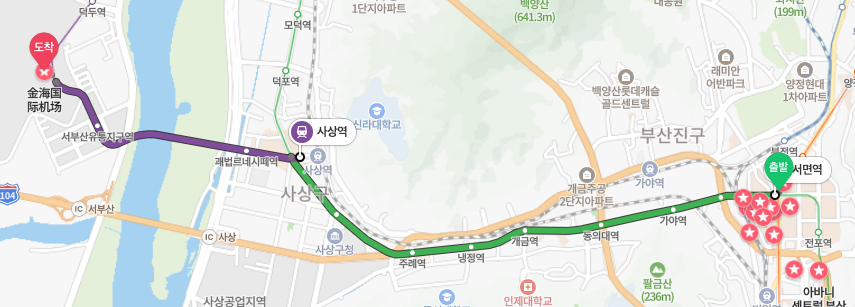 덕두역
모덕역
1단지아파트
백양산
(641.3m)
(199m)
도착
金海国
际机场
덕포역
신라대학교
백양산롯데캐슬
골드센트럴
래미안
어반파크
양정현대
1차아파트
부산진구
서부산유통지구역
괘법르네시떼역
사상역
사상역
사상구
부전역
출발
서면역
가야역
개금주공
2단지아파트
104
IC 서부산
IC 사상
사상구청
주례역
냉정역
개금역
동의대역
가야역
전포역
팔금산
(236m)
인제대학교
사상공업지역
아바니
센트럴 부산